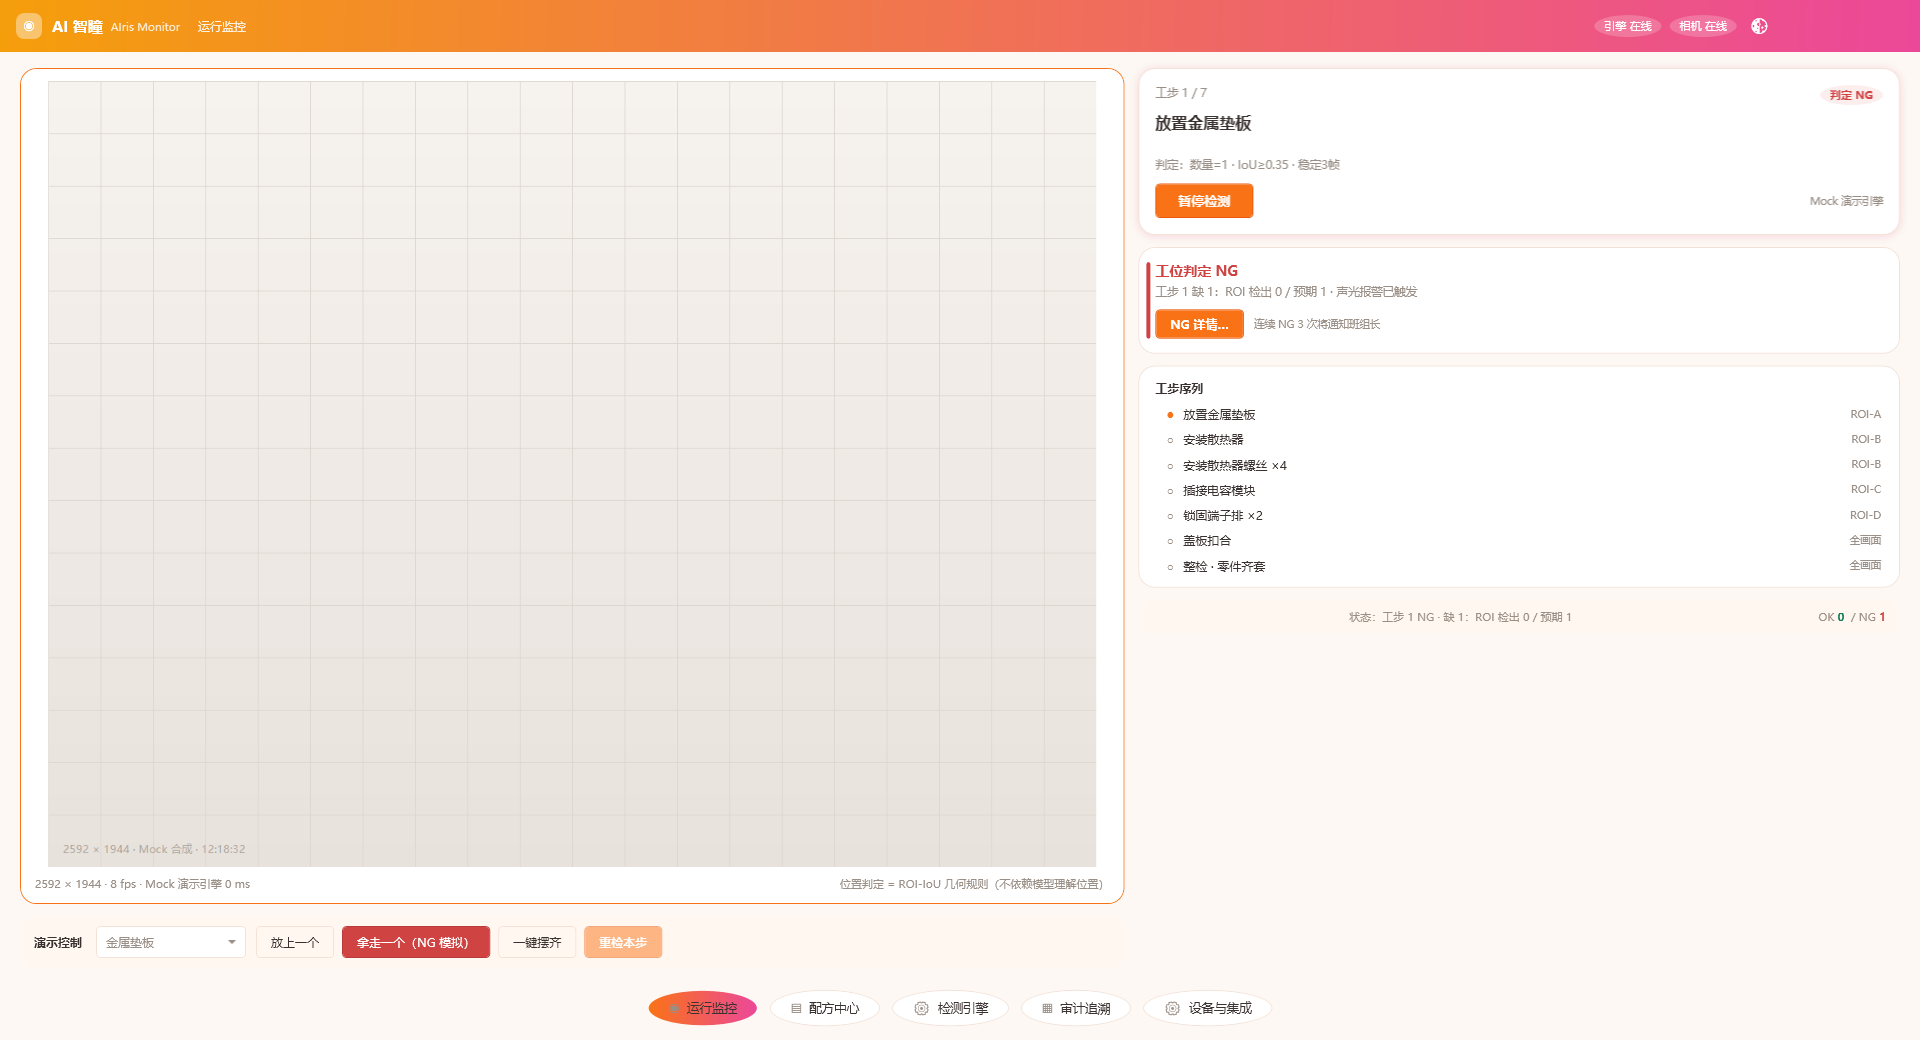 AI 智瞳 AIris Monitor 运行监控
引擎 在线 相机 在线
2592 × 1944 · Mock 合成 · 12:18:32
2592 × 1944 · 8 fps · Mock 演示引擎 0 ms
位置判定 = ROI-IoU 几何规则（不依赖模型理解位置）
演示控制 金属垫板 放上一个 拿走一个（NG 模拟） 一键摆齐 重检本步
工步 1 / 7
判定 NG
放置金属垫板
判定：数量=1 · IoU≥0.35 · 稳定3帧
暂停检测
Mock 演示引擎
工位判定 NG
工步 1 缺 1：ROI 检出 0 / 预期 1 · 声光报警已触发
NG 详情... 连续 NG 3 次将通知班组长
工步序列
放置金属垫板 ROI-A
安装散热器 ROI-B
安装散热器螺丝 ×4 ROI-B
插接电容模块 ROI-C
锁固端子排 ×2 ROI-D
盖板扣合 全画面
整检 · 零件齐套 全画面
状态：工步 1 NG · 缺 1：ROI 检出 0 / 预期 1
OK 0 / NG 1
运行监控 配方中心 检测引擎 审计追溯 设备与集成